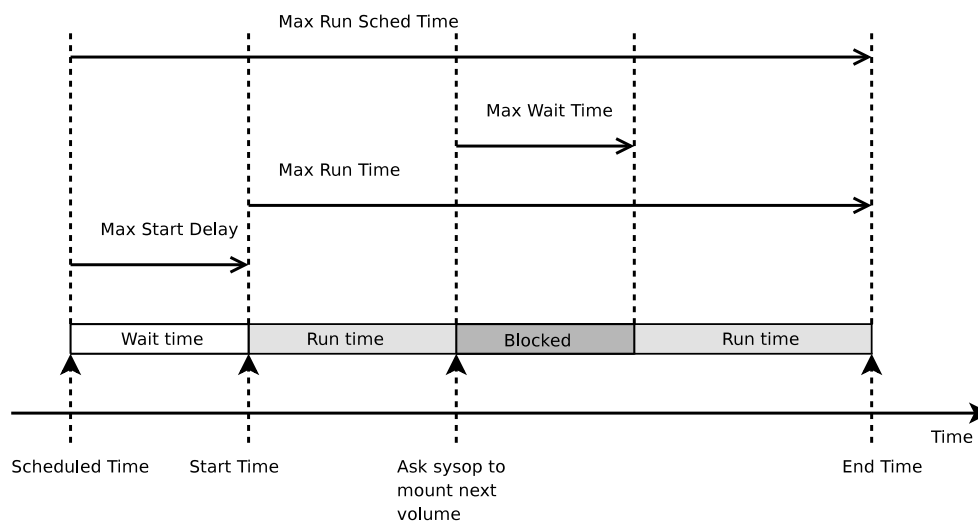 Max Run Sched Time
Max Wait Time
Max Run Time
Max Start Delay
Wait time
Run time
Blocked
Run time
Time
Scheduled Time
Start Time
Ask sysop to
mount next
volume
End Time